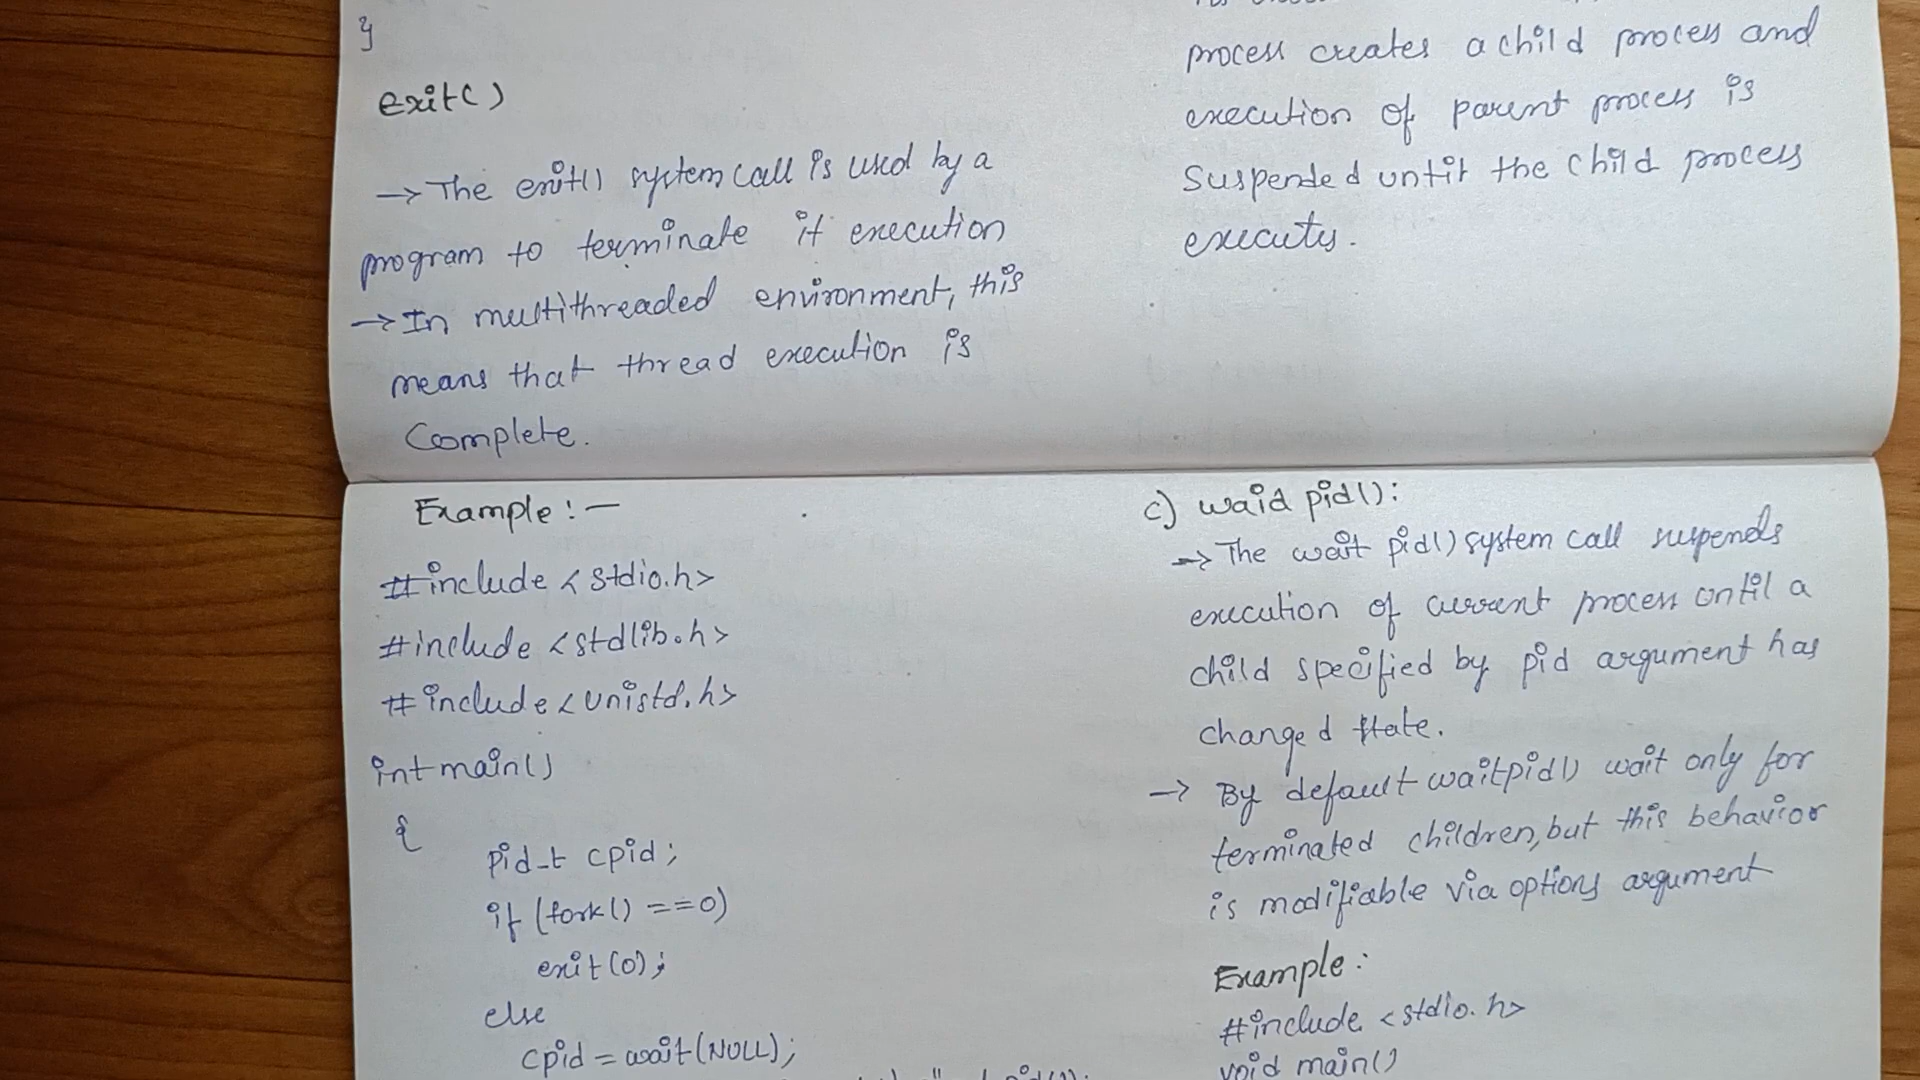 }
exit()
→ The exit() system call is used by a
program to terminate it execution
→ In multithreaded environment, this
means that thread execution is
Complete.
process creates a child process and
execution of parent process is
Suspended until the child process
executy.
Example :-
#include <stdio.h>
#include <stdlib.h>
#include <unistd.h>
int main()
{
pid_t cpid;
if (fork() ==0)
exit (0);
else
cpid = wait (NULL);
c) waid pid():
→ The wait pid() system call suspends
execution of current process until a
child specified by pid argument has
changed state.
→ By default waitpid() wait only for
terminated children, but this behavior
is modifiable via options argument
Example:
#include <stdio.h>
void main()